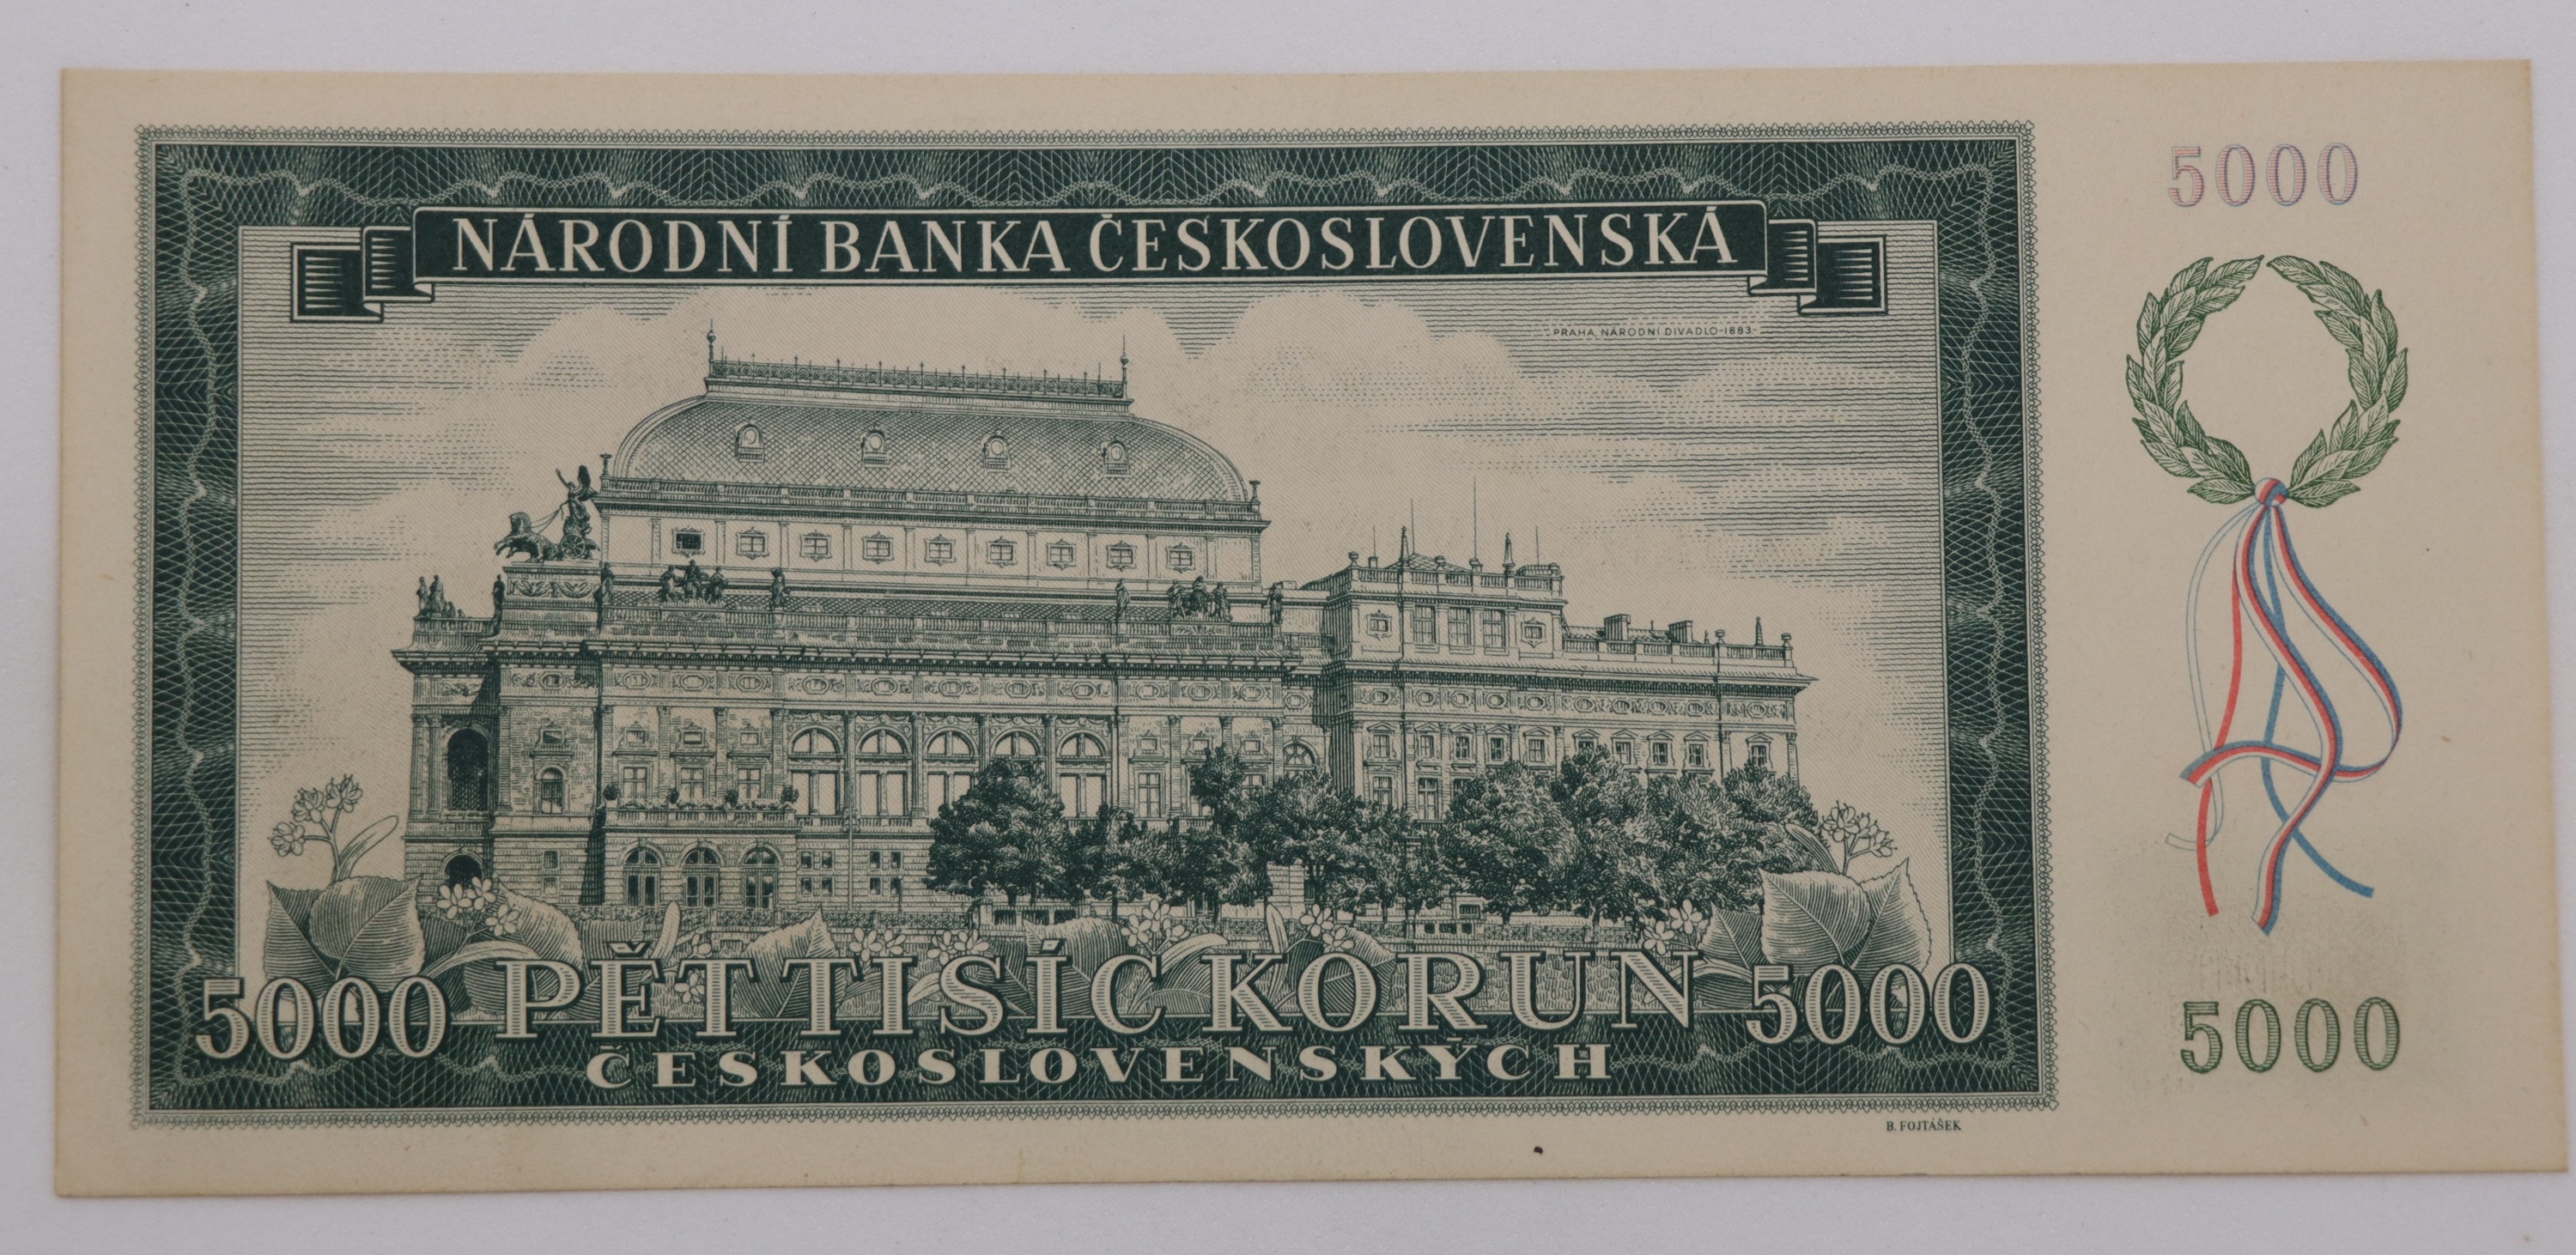 NÁRODNÍ BANKA ČESKOSLOVENSKÁ
5000
PRAHA, NÁRODNÍ DIVADLO-1883-
5000 PĚT TISÍC KORUN 5000
ČESKOSLOVENSKÝCH
5000
B. FOJTÁŠEK